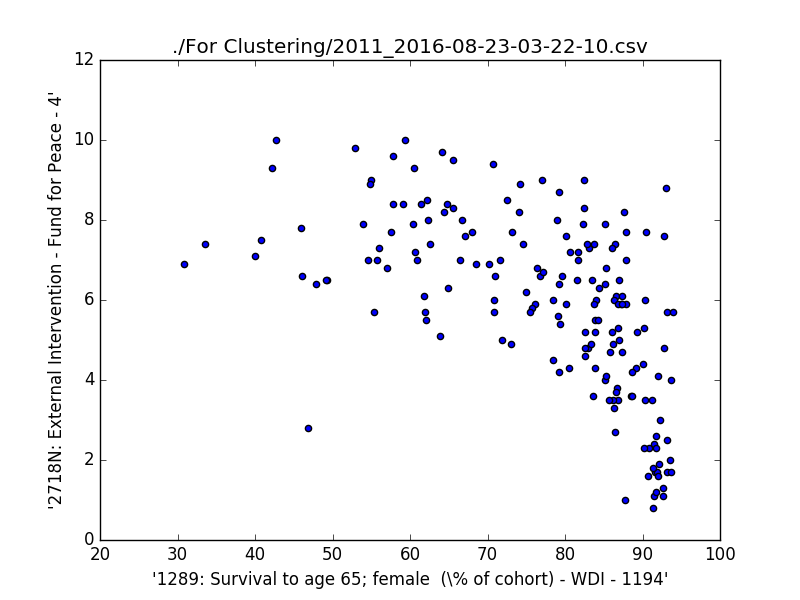 ./For Clustering/2011_2016-08-23-03-22-10.csv
12
10
8
6
4
2
0
'2718N: External Intervention - Fund for Peace - 4'
20 30 40 50 60 70 80 90 100
'1289: Survival to age 65; female  (\% of cohort) - WDI - 1194'